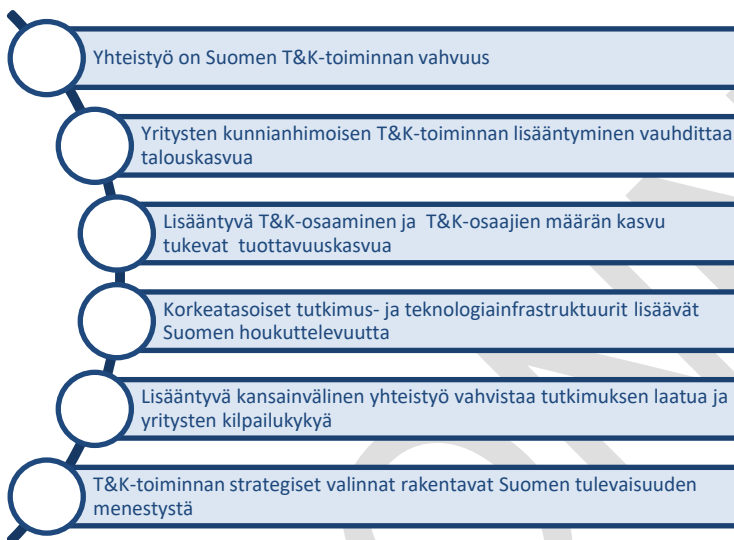 Yhteistyö on Suomen T&K-toiminnan vahvuus
Yritysten kunnianhimoisen T&K-toiminnan lisääntyminen vauhdittaa
talouskasvua
Lisääntyvä T&K-osaaminen ja T&K-osaajien määrän kasvu
tukevat tuottavuuskasvua
Korkeatasoiset tutkimus- ja teknologiainfrastruktuurit lisäävät
Suomen houkuttelevuutta
Lisääntyvä kansainvälinen yhteistyö vahvistaa tutkimuksen laatua ja
yritysten kilpailukykyä
T&K-toiminnan strategiset valinnat rakentavat Suomen tulevaisuuden
menestystä